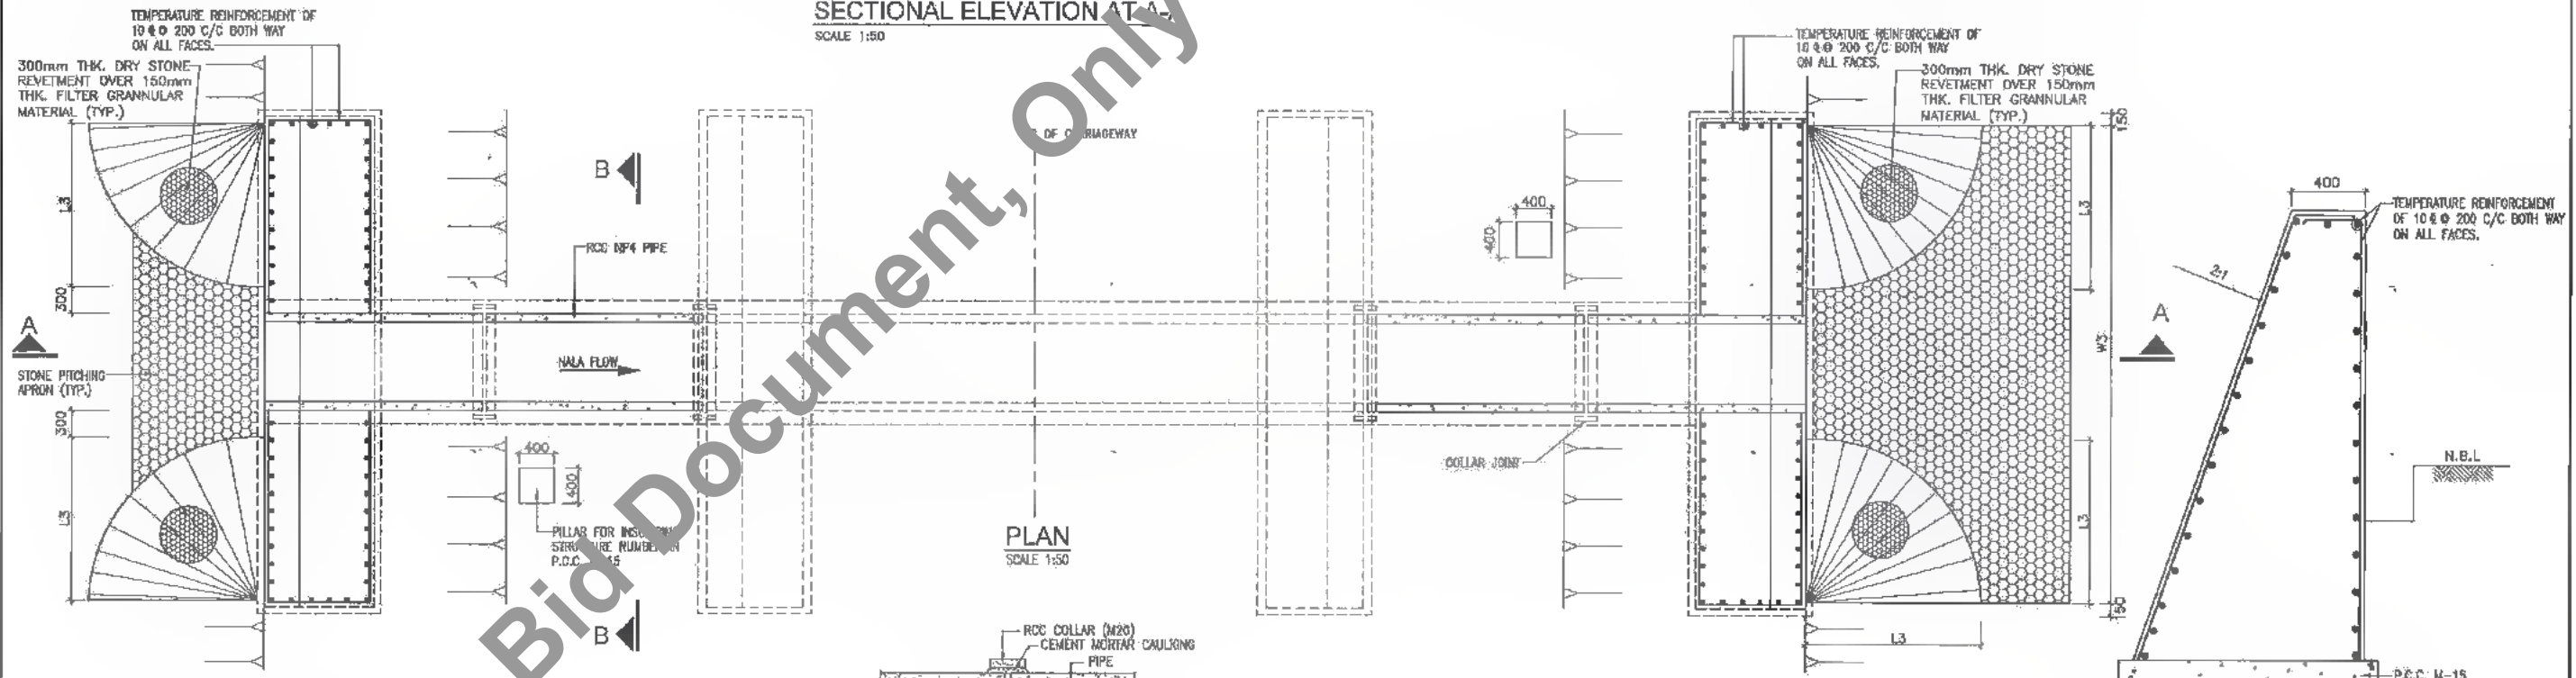 SECTIONAL ELEVATION AT A-
SCALE 1:50
TEMPERATURE REINFORCEMENT OF
10 ɸ @ 200 C/C BOTH WAY
ON ALL FACES.
300mm THK. DRY STONE
REVETMENT OVER 150mm
THK. FILTER GRANNULAR
MATERIAL (TYP.)
L3
300
A
STONE PITCHING
APRON (TYP.)
300
L3
B
RCC NP4 PIPE
NALA FLOW
400
400
PILLAR FOR
P.C.C.
B
OF CARRIAGEWAY
PLAN
SCALE 1:50
RCC COLLAR (M20)
CEMENT MORTAR CAULKING
PIPE
400
400
COLLAR JOINT
TEMPERATURE REINFORCEMENT OF
10 ɸ @ 200 C/C BOTH WAY
ON ALL FACES.
300mm THK. DRY STONE
REVETMENT OVER 150mm
THK. FILTER GRANNULAR
MATERIAL (TYP.)
150
L3
W3
L3
150
L3
A
400
TEMPERATURE REINFORCEMENT
OF 10 ɸ @ 200 C/C BOTH WAY
ON ALL FACES.
2:1
N.B.L
P.C.C. M-15
Bid Document, Only